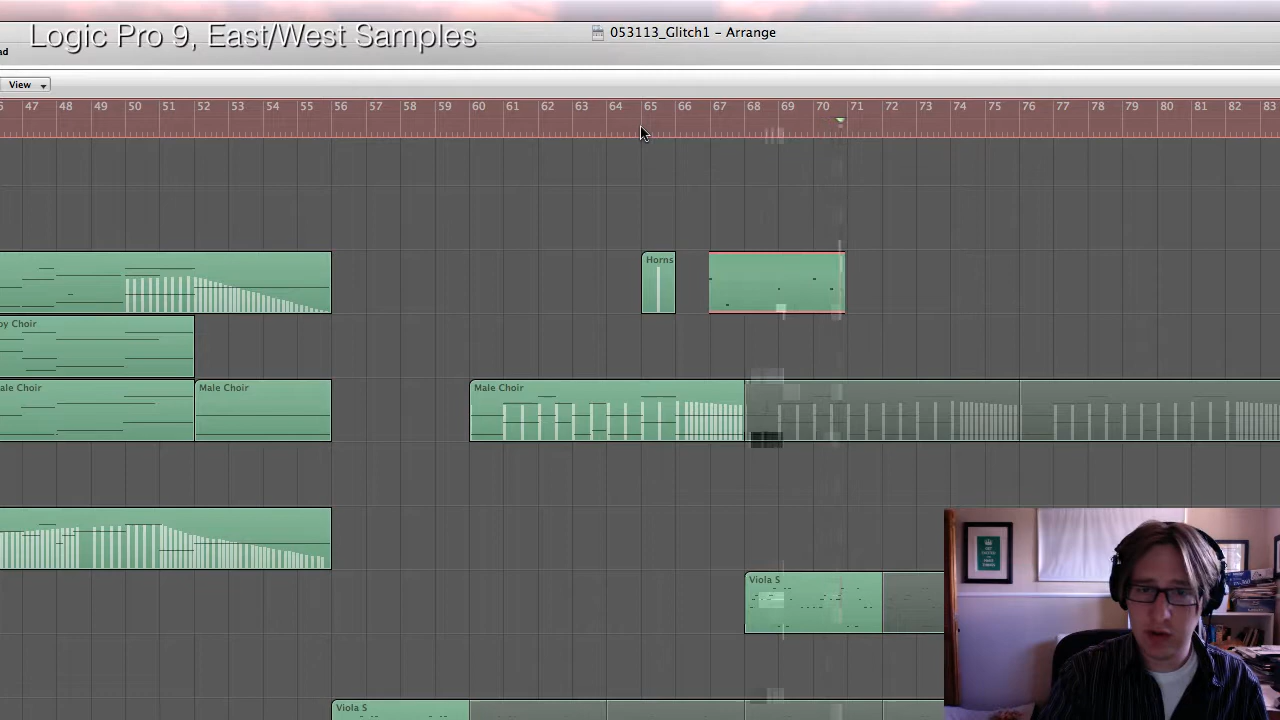 Logic Pro 9, East/West Samples
053113_Glitch1 - Arrange
ad
View
6 47 48 49 50 51 52 53 54 55 56 57 58 59 60 61 62 63 64 65 66 67 68 69 70 71 72 73 74 75 76 77 78 79 80 81 82 83
Horns
oy Choir
ale Choir Male Choir Male Choir
Viola S
Viola S